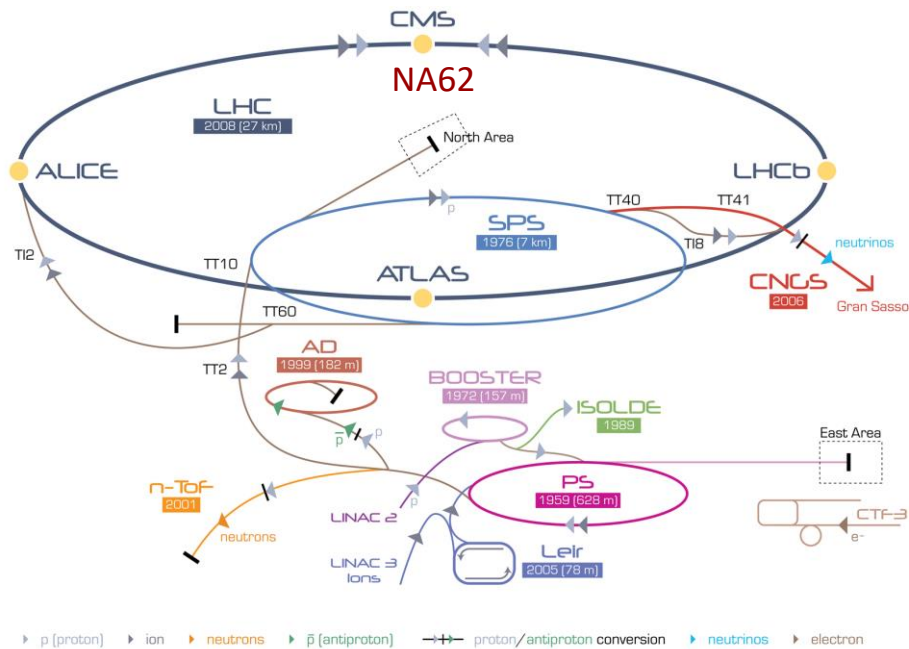 CMS
NA62
LHC
2008 (27 km)
North Area
ALICE
LHCb
TT40
TT41
SPS
1976 (7 km)
p
TI8
neutrinos
TI2
TT10
ATLAS
CNGS
2006
Gran Sasso
TT60
AD
1999 (182 m)
TT2
BOOSTER
1972 (157 m)
ISOLDE
1989
p
p̄
East Area
n-ToF
2001
PS
1959 (628 m)
p
LINAC 2
CTF-3
e-
neutrons
LINAC 3
Ions
LeIr
2005 (78 m)
p (proton)
ion
neutrons
p̄ (antiproton)
proton/antiproton conversion
neutrinos
electron